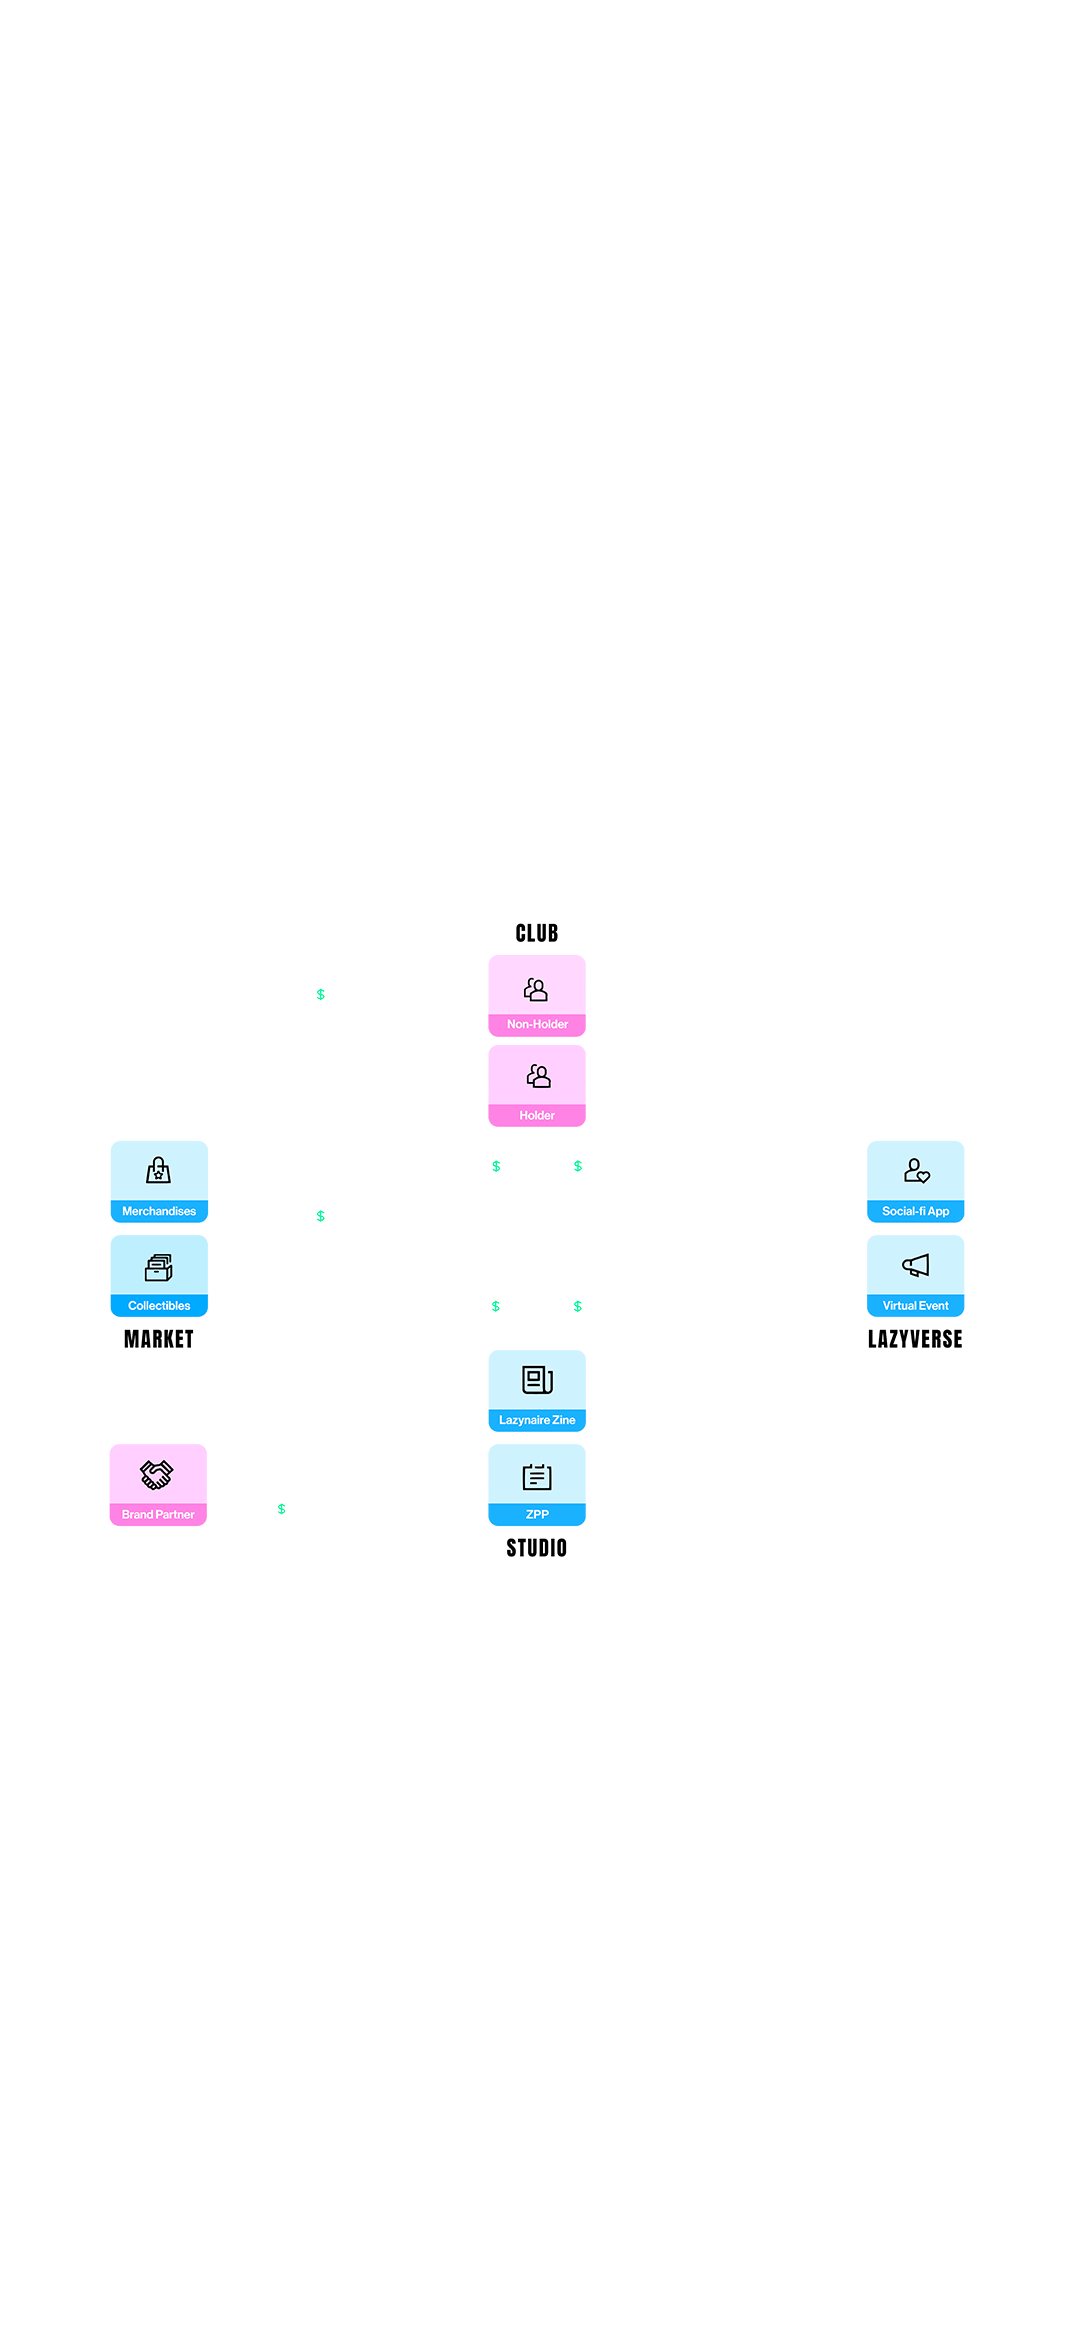 CLUB
$
Non-Holder
Holder
$ $
Merchandises
Social-fi App
$
Collectibles
Virtual Event
$ $
MARKET
LAZYVERSE
Lazynaire Zine
Brand Partner
$
ZPP
STUDIO